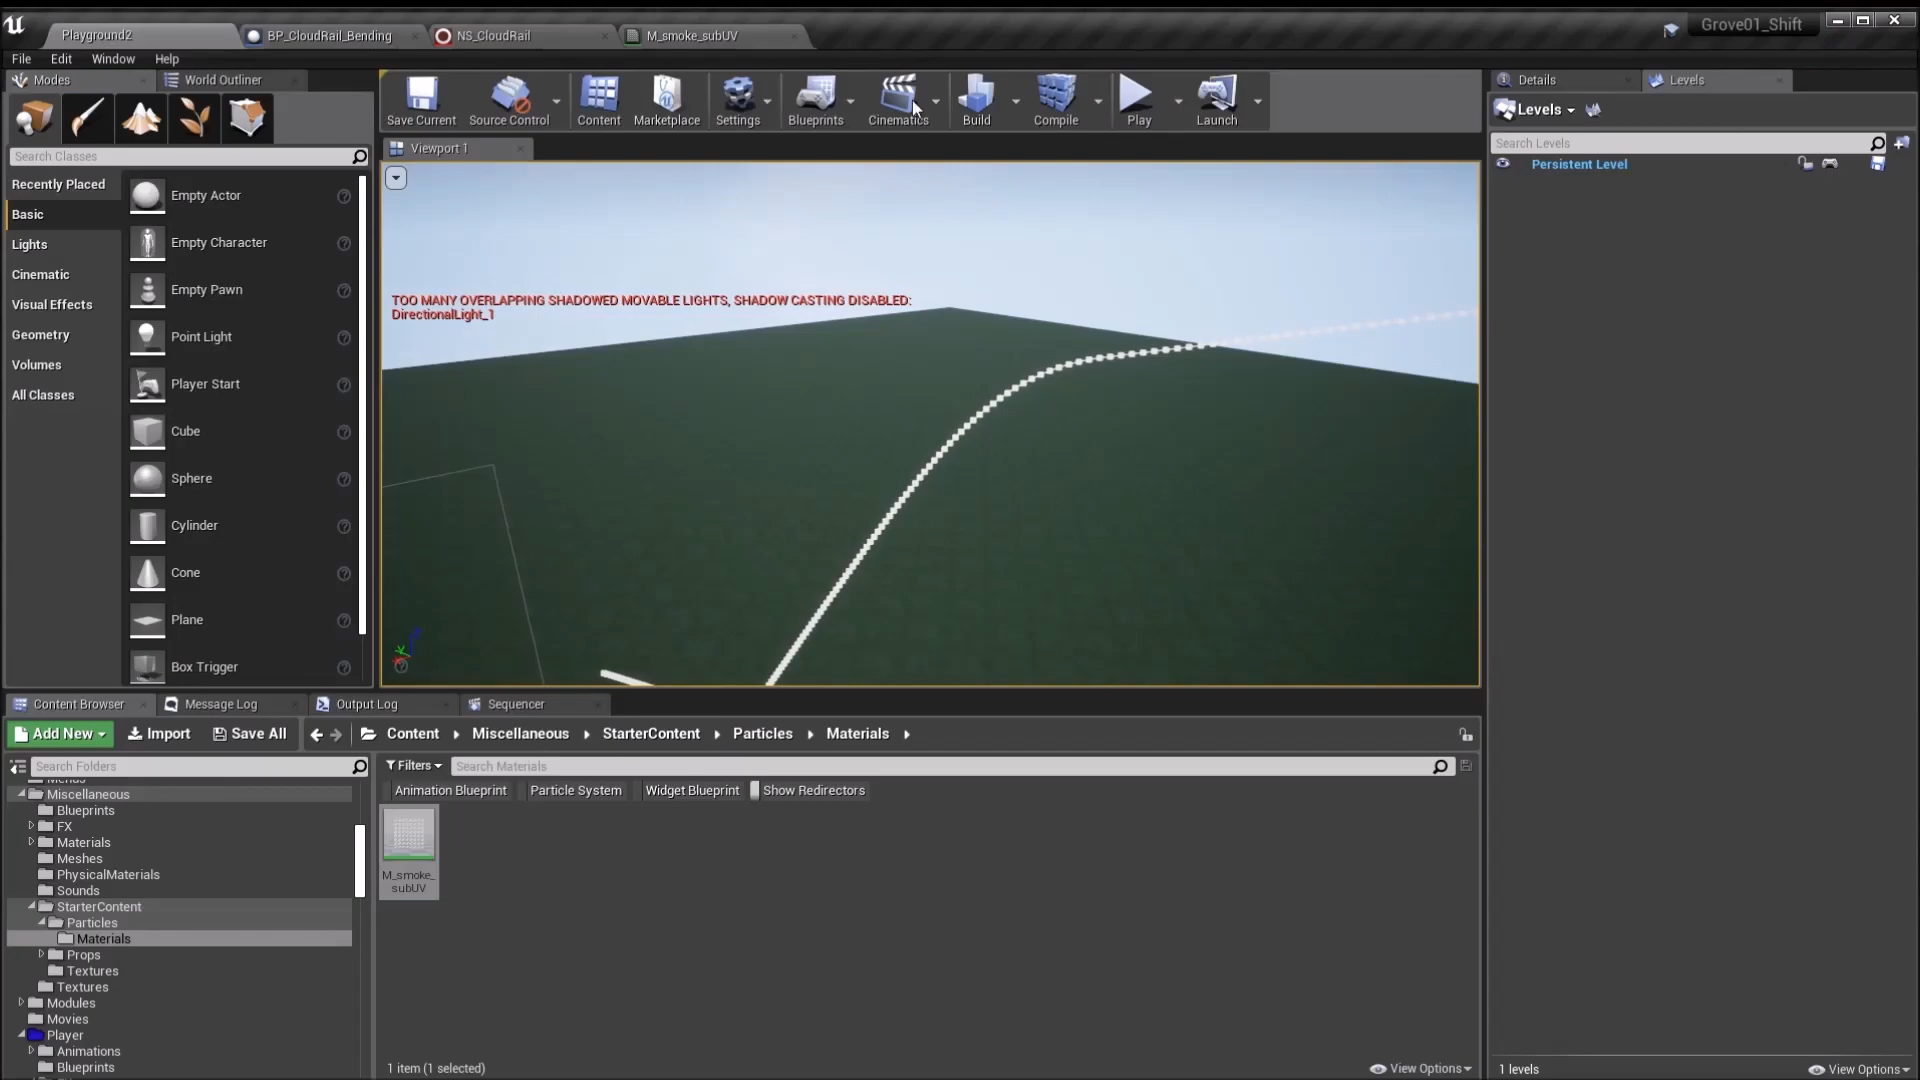 Playground2
BP_CloudRail_Bending
NS_CloudRail
M_smoke_subUV
Grove01_Shift
File
Edit
Window
Help
Modes
World Outliner
Search Classes
Recently Placed
Basic
Lights
Cinematic
Visual Effects
Geometry
Volumes
All Classes
Empty Actor
Empty Character
Empty Pawn
Point Light
Player Start
Cube
Sphere
Cylinder
Cone
Plane
Box Trigger
Save Current
Source Control
Content
Marketplace
Settings
Blueprints
Cinematics
Build
Compile
Play
Launch
Viewport 1
TOO MANY OVERLAPPING SHADOWED MOVABLE LIGHTS, SHADOW CASTING DISABLED:
DirectionalLight_1
Details
Levels
Levels
Search Levels
Persistent Level
Content Browser
Message Log
Output Log
Sequencer
Add New
Import
Save All
Content
Miscellaneous
StarterContent
Particles
Materials
Search Folders
Menus
Miscellaneous
Blueprints
FX
Materials
Meshes
PhysicalMaterials
Sounds
StarterContent
Particles
Materials
Props
Textures
Textures
Modules
Movies
Player
Animations
Blueprints
Filters
Search Materials
Animation Blueprint
Particle System
Widget Blueprint
Show Redirectors
M_smoke_
subUV
1 item (1 selected)
View Options
1 levels
View Options